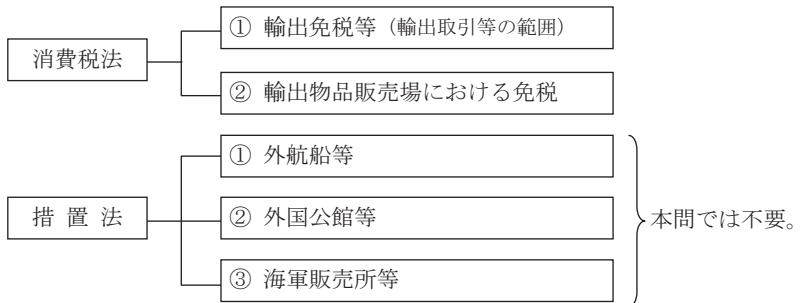 消費税法
① 輸出免税等（輸出取引等の範囲）
② 輸出物品販売場における免税
措置法
① 外航船等
② 外国公館等
③ 海軍販売所等
本問では不要。